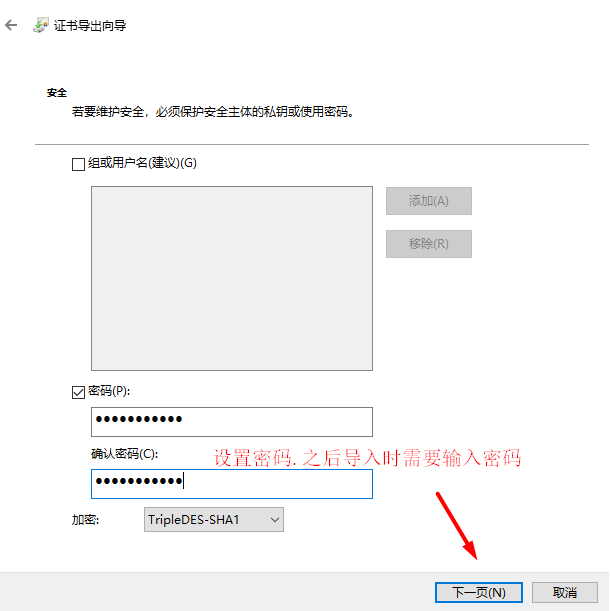 证书导出向导
安全
若要维护安全，必须保护安全主体的私钥或使用密码。
组或用户名(建议)(G)
添加(A)
移除(R)
密码(P):
●●●●●●●●●●●
确认密码(C):
设置密码.之后导入时需要输入密码
●●●●●●●●●●●
加密:
TripleDES-SHA1
下一页(N)
取消